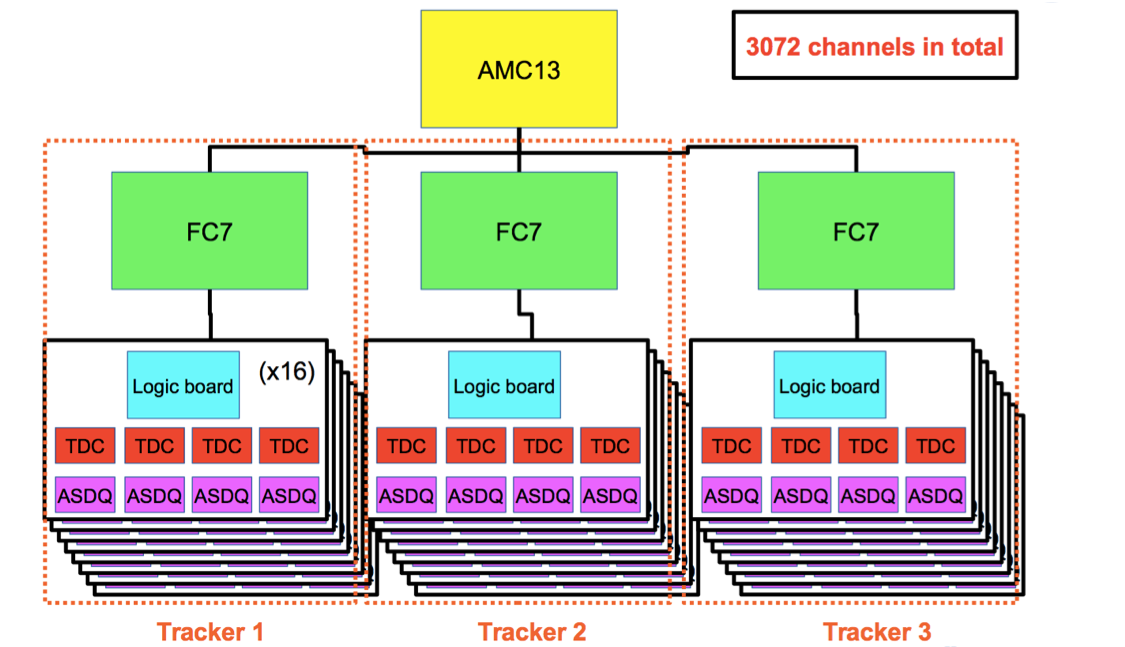 AMC13
3072 channels in total
FC7
FC7
FC7
Logic board
(x16)
Logic board
Logic board
TDC TDC TDC TDC
TDC TDC TDC TDC
TDC TDC TDC TDC
ASDQ ASDQ ASDQ ASDQ
ASDQ ASDQ ASDQ ASDQ
ASDQ ASDQ ASDQ ASDQ
Tracker 1
Tracker 2
Tracker 3